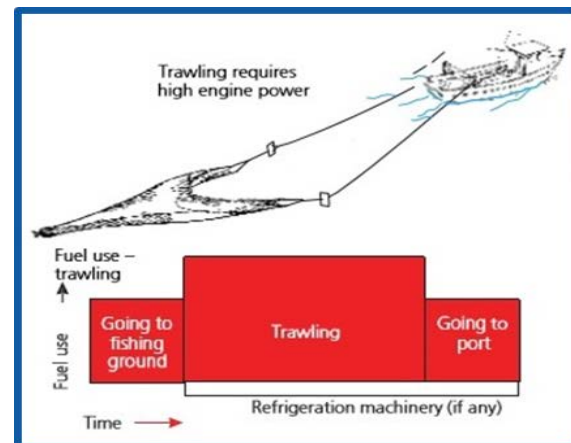 Trawling requires
high engine power
Fuel use –
trawling
Fuel use
Going to
fishing
ground
Trawling
Going to
port
Refrigeration machinery (if any)
Time